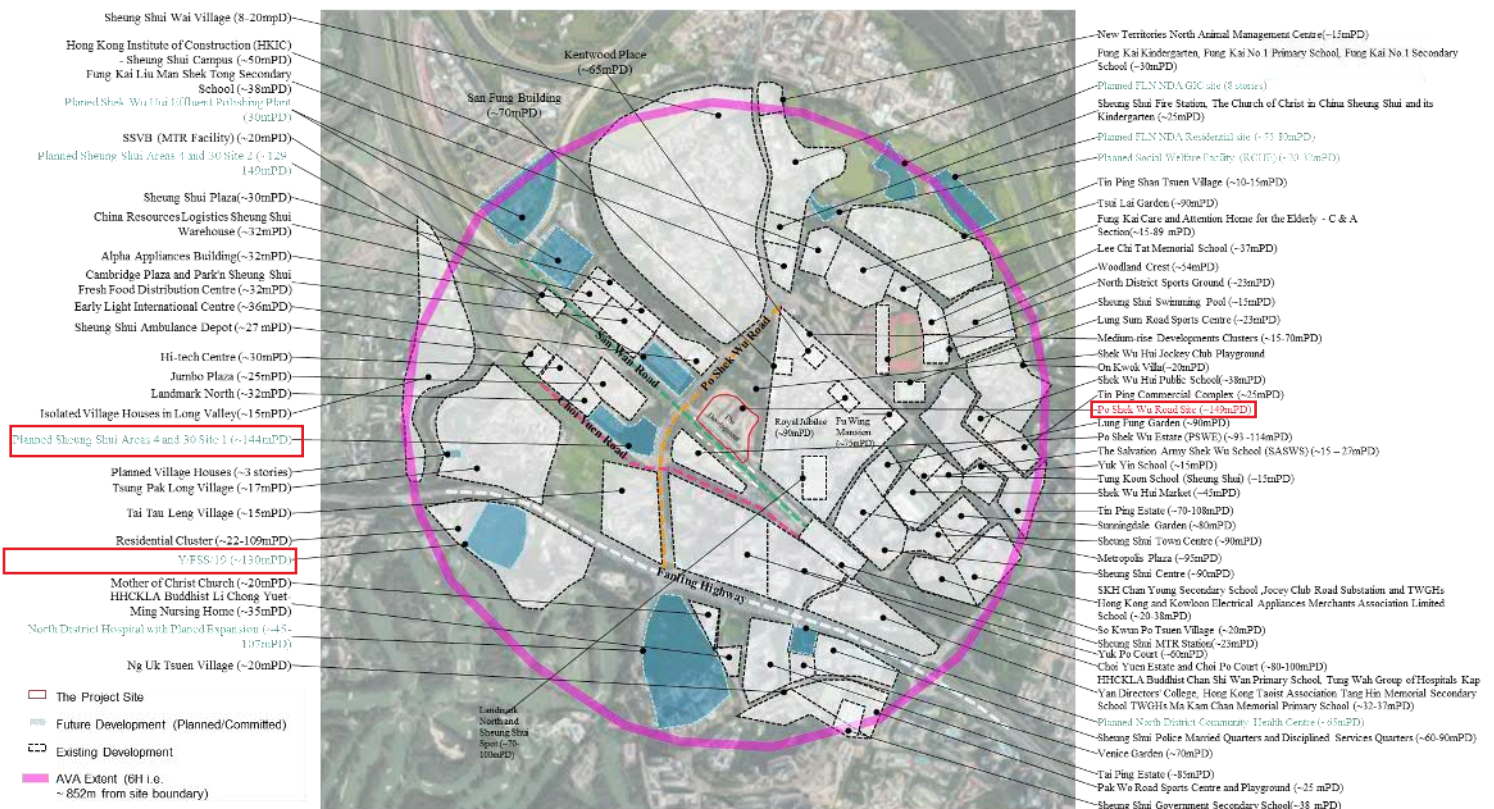 Sheung Shui Wai Village (8-20mpD)
Hong Kong Institute of Construction (HKIC)
- Sheung Shui Campus (~50mPD)
Fung Kai Liu Man Shek Tong Secondary
School (~38mPD)
Planned Shek Wu Hui Effluent Polishing Plant
(30mPD)
SSVB (MTR Facility) (~20mPD)
Planned Sheung Shui Areas 4 and 30 Site 2 (~129-
149mPD)
Sheung Shui Plaza(~30mPD)
China Resources Logistics Sheung Shui
Warehouse (~32mPD)
Alpha Appliances Building(~32mPD)
Cambridge Plaza and Park'n Sheung Shui
Fresh Food Distribution Centre (~32mPD)
Early Light International Centre (~36mPD)
Sheung Shui Ambulance Depot (~27 mPD)
Hi-tech Centre (~30mPD)
Jumbo Plaza (~25mPD)
Landmark North (~32mPD)
Isolated Village Houses in Long Valley(~15mPD)
Planned Sheung Shui Areas 4 and 30 Site 1 (~144mPD)
Planned Village Houses (~3 stories)
Tsung Pak Long Village (~17mPD)
Tai Tau Leng Village (~15mPD)
Residential Cluster (~22-109mPD)
Y/FSS/19 (~130mPD)
Mother of Christ Church (~20mPD)
HHCKLA Buddhist Li Chong Yuet
Ming Nursing Home (~35mPD)
North District Hospital with Planed Expansion (~45-
107mPD)
Ng Uk Tsuen Village (~20mPD)
The Project Site
Future Development (Planned/Committed)
Existing Development
AVA Extent (6H i.e.
~ 852m from site boundary)
Kentwood Place
(~65mPD)
San Fung Building
(~70mPD)
San Wan Road
Po Shek Wu Road
Choi Yuen Road
Fanling Highway
The
Development
Royal Jubilee
(~90mPD)
Fu Wing
Mansion
(~75mPD)
Landmark
North and
Sheung Shui
Spot (~70-
100mPD)
New Territories North Animal Management Centre(~15mPD)
Fung Kai Kindergarten, Fung Kai No.1 Primary School, Fung Kai No.1 Secondary
School (~30mPD)
Planned FLN NDA GIC site (8 stories)
Sheung Shui Fire Station, The Church of Christ in China Sheung Shui and its
Kindergarten (~25mPD)
Planned FLN NDA Residential site (~75-80mPD)
Planned Social Welfare Facility (RCHE) (~20-32mPD)
Tin Ping Shan Tsuen Village (~10-15mPD)
Tsui Lai Garden (~90mPD)
Fung Kai Care and Attention Home for the Elderly - C & A
Section(~15-89 mPD)
Lee Chi Tat Memorial School (~37mPD)
Woodland Crest (~54mPD)
North District Sports Ground (~23mPD)
Sheung Shui Swimming Pool (~15mPD)
Lung Sum Road Sports Centre (~23mPD)
Medium-rise Developments Clusters (~15-70mPD)
Shek Wu Hui Jockey Club Playground
On Kwok Villa(~20mPD)
Shek Wu Hui Public School(~38mPD)
Tin Ping Commercial Complex (~25mPD)
Po Shek Wu Road Site (~149mPD)
Lung Fung Garden (~90mPD)
Po Shek Wu Estate (PSWE) (~93 -114mPD)
The Salvation Army Shek Wu School (SASWS) (~15 – 27mPD)
Yuk Yin School (~15mPD)
Tung Koon School (Sheung Shui) (~15mPD)
Shek Wu Hui Market (~45mPD)
Tin Ping Estate (~70-108mPD)
Sunningdale Garden (~80mPD)
Sheung Shui Town Centre (~90mPD)
Metropolis Plaza (~95mPD)
Sheung Shui Centre (~90mPD)
SKH Chan Young Secondary School ,Jocey Club Road Substation and TWGHs
Hong Kong and Kowloon Electrical Appliances Merchants Association Limited
School (~20-38mPD)
So Kwun Po Tsuen Village (~20mPD)
Sheung Shui MTR Station(~25mPD)
Yuk Po Court (~60mPD)
Choi Yuen Estate and Choi Po Court (~80-100mPD)
HHCKLA Buddhist Chan Shi Wan Primary School, Tung Wah Group of Hospitals Kap
Yan Directors' College, Hong Kong Taoist Association Tang Hin Memorial Secondary
School TWGHs Ma Kam Chan Memorial Primary School (~32-37mPD)
Planned North District Community Health Centre (~65mPD)
Sheung Shui Police Married Quarters and Disciplined Services Quarters (~60-90mPD)
Venice Garden (~70mPD)
Tai Ping Estate (~85mPD)
Pak Wo Road Sports Centre and Playground (~25 mPD)
Sheung Shui Government Secondary School(~38 mPD)